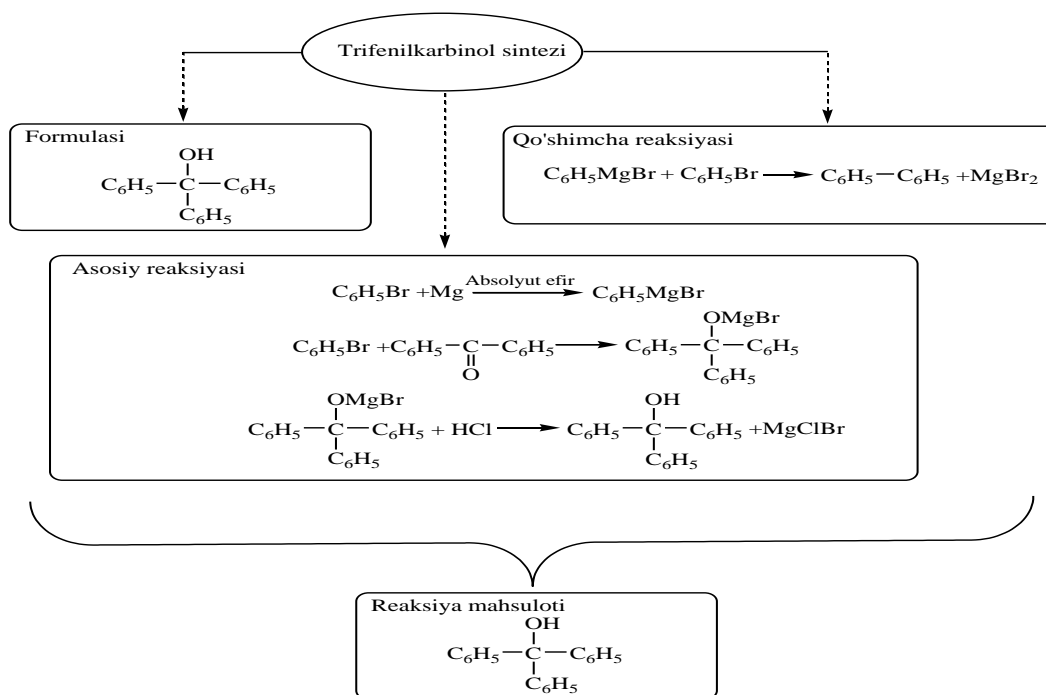 Trifenilkarbinol sintezi
Formulasi
OH
C₆H₅—C—C₆H₅
C₆H₅
Qo'shimcha reaksiyasi
C₆H₅MgBr + C₆H₅Br ⟶ C₆H₅—C₆H₅ +MgBr₂
Asosiy reaksiyasi
Absolyut efir
C₆H₅Br +Mg ⟶ C₆H₅MgBr
OMgBr
C₆H₅Br +C₆H₅—C—C₆H₅ ⟶ C₆H₅—C—C₆H₅
O
C₆H₅
OMgBr OH
C₆H₅—C—C₆H₅ + HCl ⟶ C₆H₅—C—C₆H₅ +MgClBr
C₆H₅ C₆H₅
Reaksiya mahsuloti
OH
C₆H₅—C—C₆H₅
C₆H₅